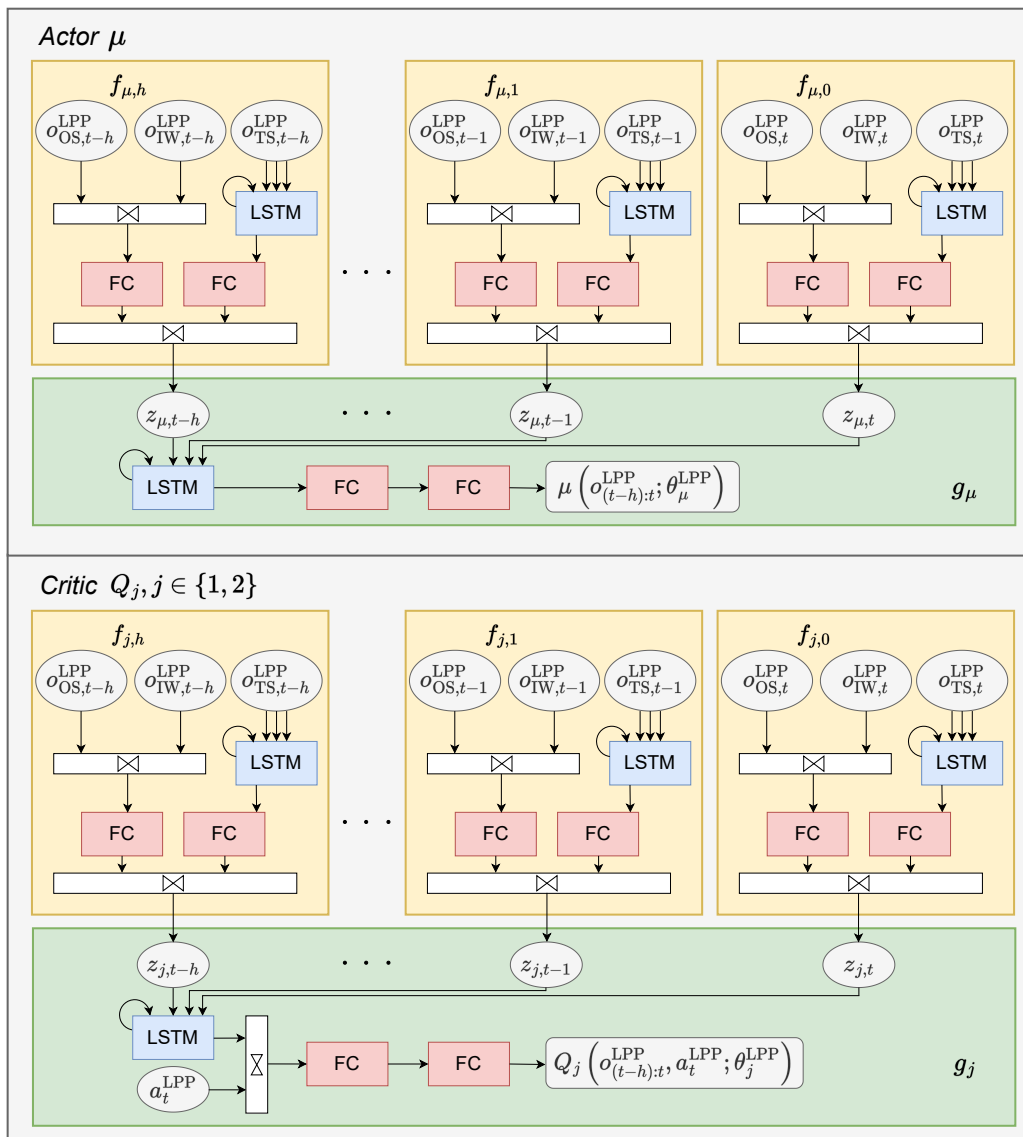 Actor μ
f_{μ,h} f_{μ,1} f_{μ,0}
o^{LPP}_{OS,t−h} o^{LPP}_{IW,t−h} o^{LPP}_{TS,t−h} o^{LPP}_{OS,t−1} o^{LPP}_{IW,t−1} o^{LPP}_{TS,t−1} o^{LPP}_{OS,t} o^{LPP}_{IW,t} o^{LPP}_{TS,t}
⋈ LSTM ⋈ LSTM ⋈ LSTM
FC FC · · · FC FC FC FC
⋈ ⋈ ⋈
z_{μ,t−h} · · · z_{μ,t−1} z_{μ,t}
LSTM FC FC μ(o^{LPP}_{(t−h):t}; θ^{LPP}_μ) g_μ
Critic Q_j, j ∈ {1, 2}
f_{j,h} f_{j,1} f_{j,0}
o^{LPP}_{OS,t−h} o^{LPP}_{IW,t−h} o^{LPP}_{TS,t−h} o^{LPP}_{OS,t−1} o^{LPP}_{IW,t−1} o^{LPP}_{TS,t−1} o^{LPP}_{OS,t} o^{LPP}_{IW,t} o^{LPP}_{TS,t}
⋈ LSTM ⋈ LSTM ⋈ LSTM
FC FC · · · FC FC FC FC
⋈ ⋈ ⋈
z_{j,t−h} · · · z_{j,t−1} z_{j,t}
LSTM
⋈ FC FC Q_j(o^{LPP}_{(t−h):t}, a^{LPP}_t; θ^{LPP}_j) g_j
a^{LPP}_t